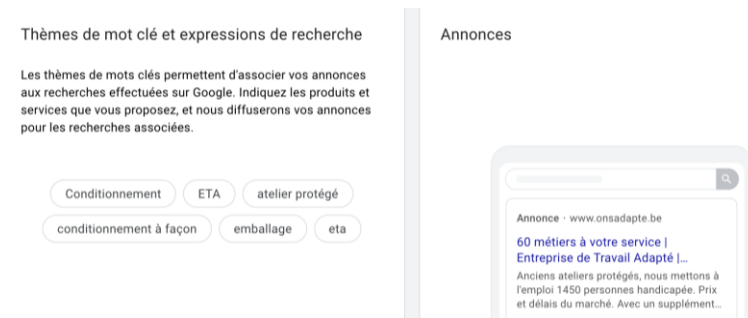 Thèmes de mot clé et expressions de recherche
Les thèmes de mots clés permettent d'associer vos annonces
aux recherches effectuées sur Google. Indiquez les produits et
services que vous proposez, et nous diffuserons vos annonces
pour les recherches associées.
Conditionnement ETA atelier protégé
conditionnement à façon emballage eta
Annonces
Annonce · www.onsadapte.be
60 métiers à votre service |
Entreprise de Travail Adapté |...
Anciens ateliers protégés, nous mettons à
l'emploi 1450 personnes handicapée. Prix
et délais du marché. Avec un supplément...